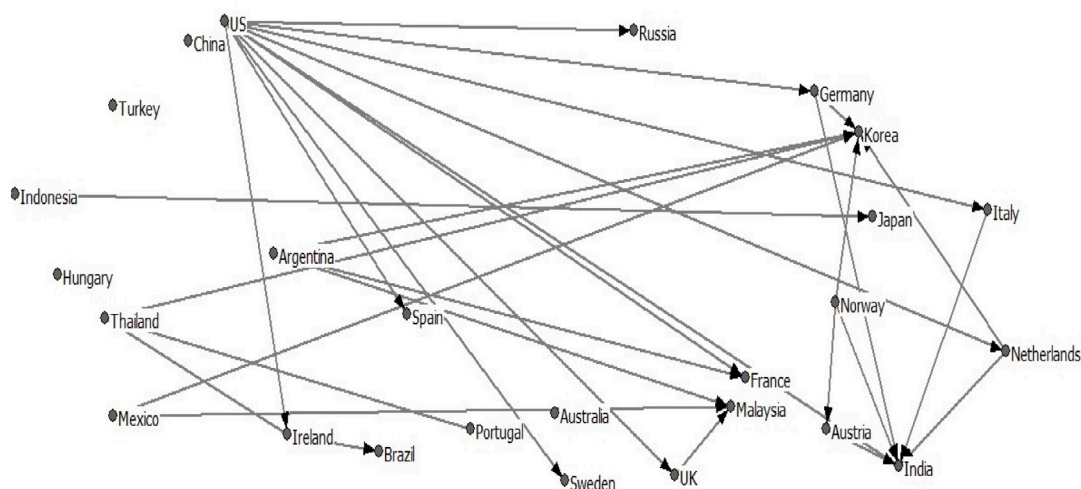 US
Russia
China
Germany
Turkey
Korea
Indonesia
Japan
Italy
Argentina
Hungary
Norway
Thailand
Spain
Netherlands
France
Malaysia
Mexico
Australia
Portugal
Austria
Ireland
Brazil
India
UK
Sweden